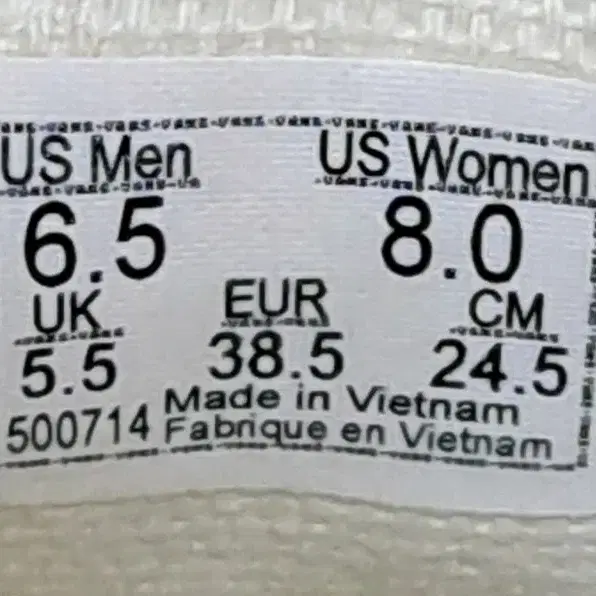 US Men US Women
6.5 8.0
UK EUR CM
5.5 38.5 24.5
500714 Made in Vietnam
Fabrique en Vietnam